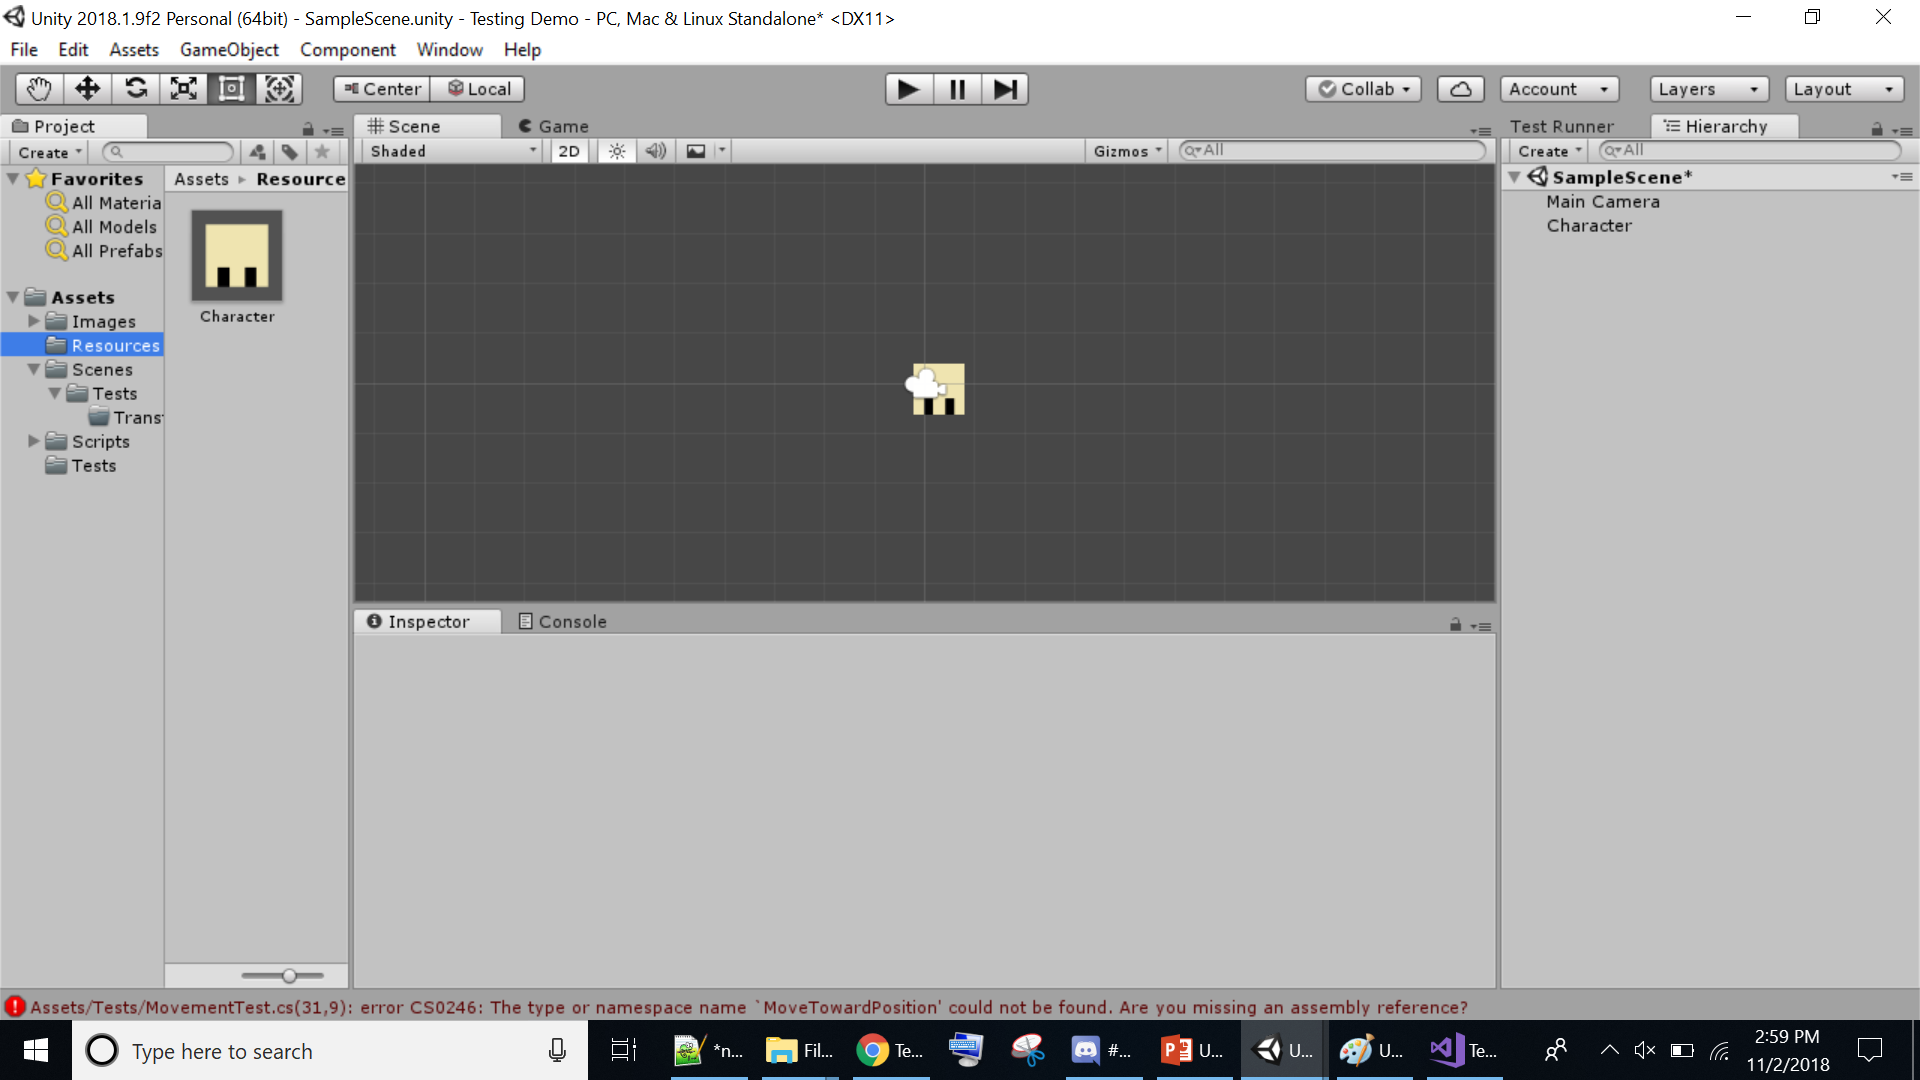 Unity 2018.1.9f2 Personal (64bit) - SampleScene.unity - Testing Demo - PC, Mac & Linux Standalone* <DX11>
File Edit Assets GameObject Component Window Help
Center Local Collab Account Layers Layout
Project
Create
Favorites
All Materia
All Models
All Prefabs
Assets
Images
Resources
Scenes
Tests
Trans
Scripts
Tests
Assets Resource
Character
Scene Game
Shaded 2D Gizmos All
Inspector Console
Test Runner Hierarchy
Create All
SampleScene*
Main Camera
Character
Assets/Tests/MovementTest.cs(31,9): error CS0246: The type or namespace name `MoveTowardPosition' could not be found. Are you missing an assembly reference?
Type here to search
*n... Fil... Te... #... U... U... U... Te...
2:59 PM
11/2/2018